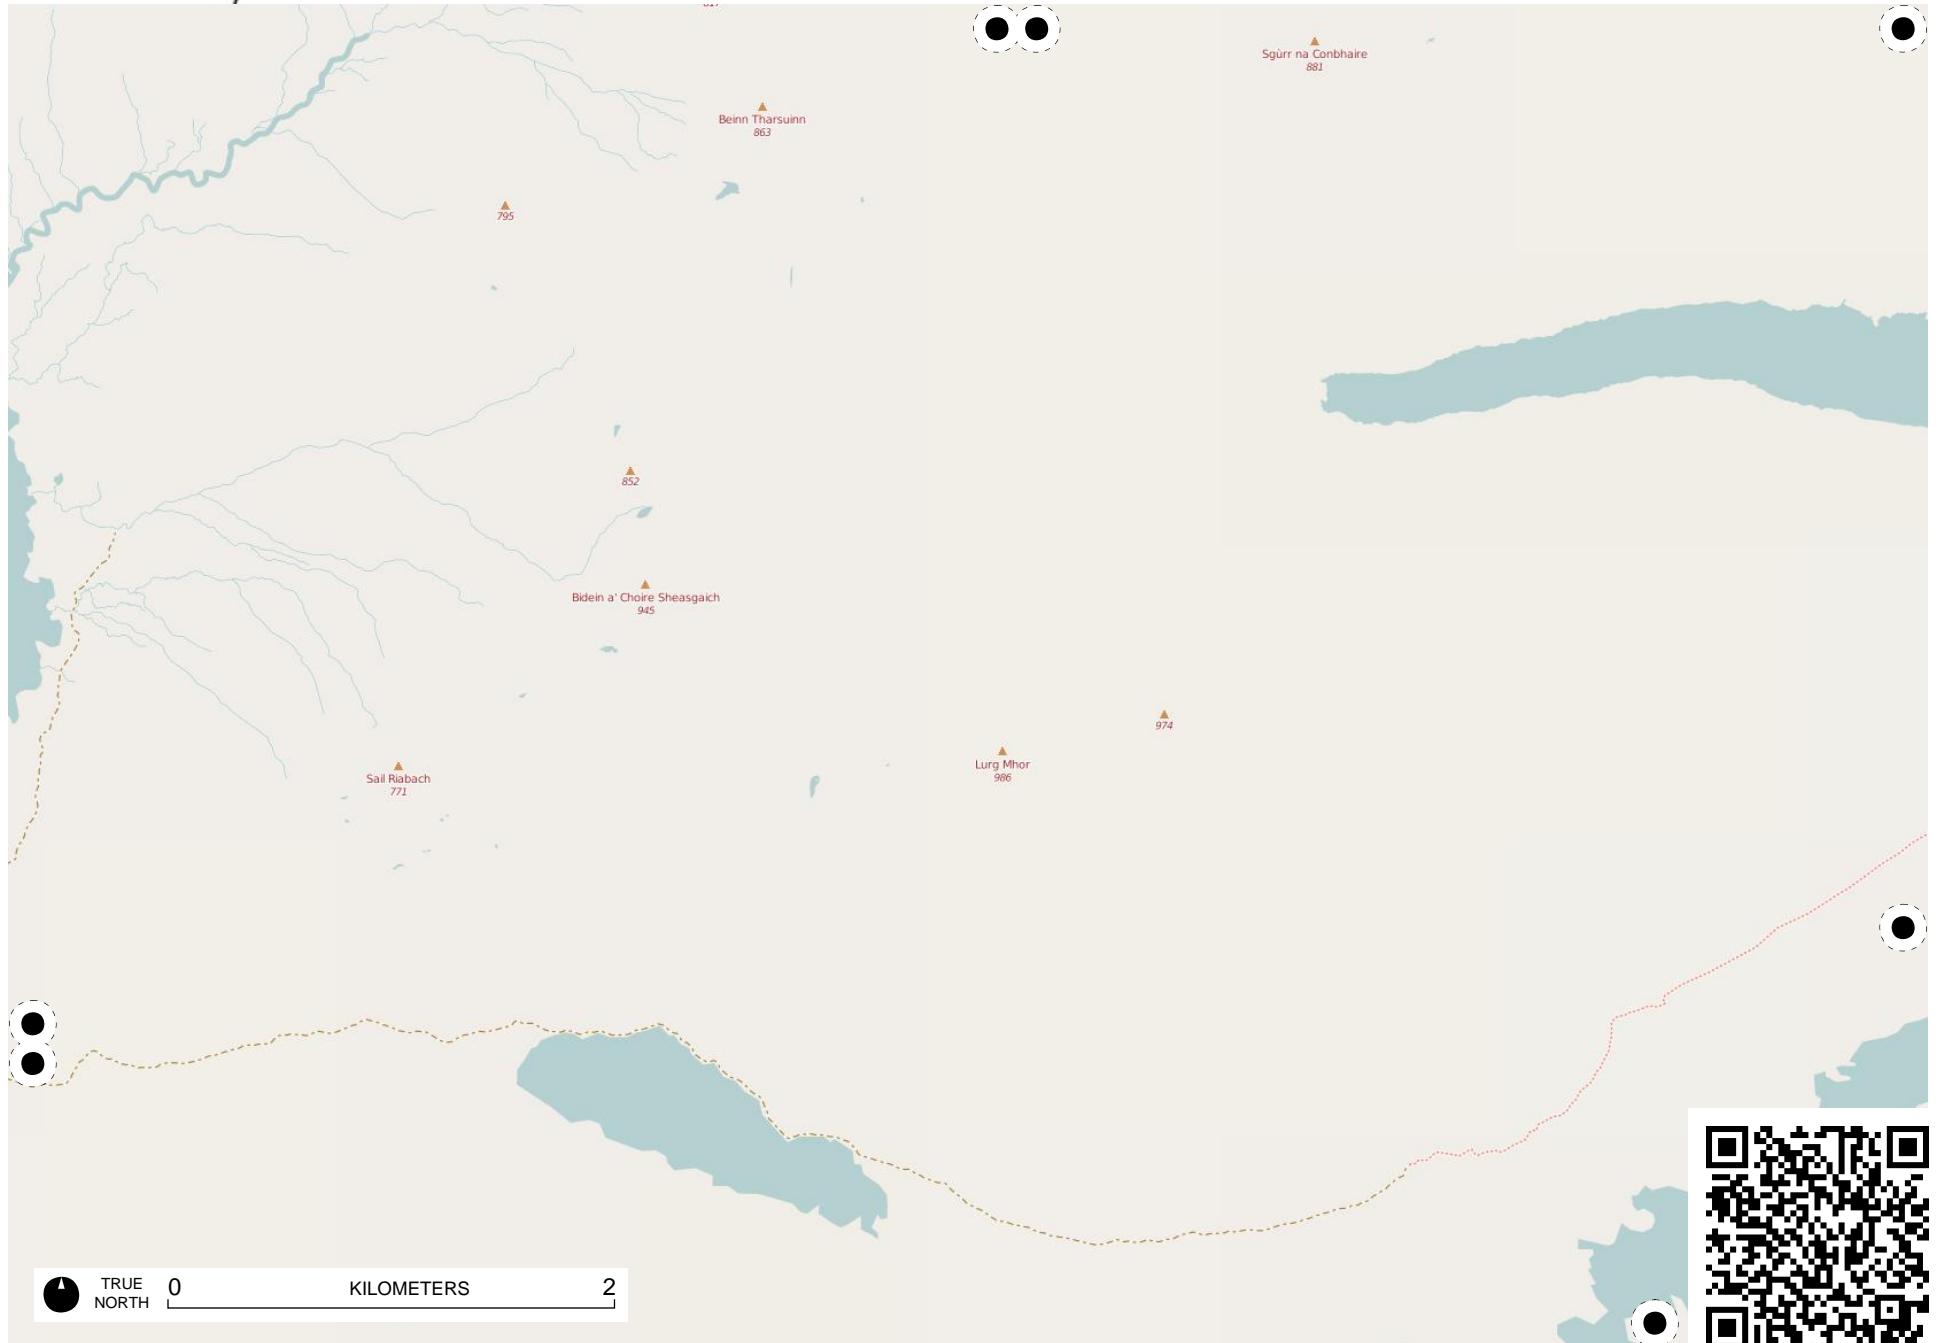 Sgùrr na Conbhaire
881
Beinn Tharsuinn
863
795
852
Bidein a' Choire Sheasgaich
945
974
Lurg Mhor
986
Sail Riabach
771
TRUE
NORTH
0 KILOMETERS 2